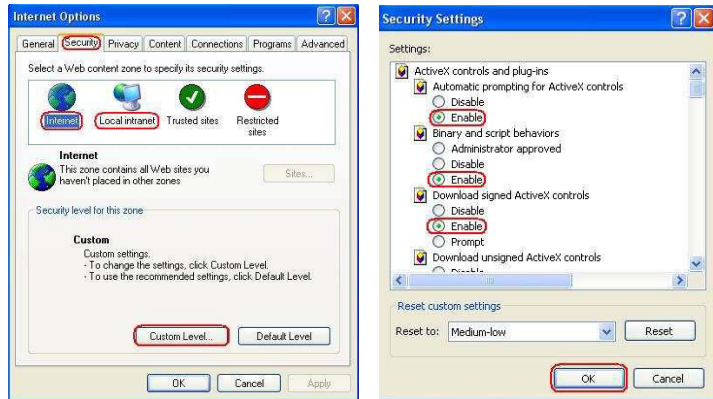 Internet Options
General Security Privacy Content Connections Programs Advanced
Select a Web content zone to specify its security settings.
Internet Local intranet Trusted sites Restricted
sites
Internet
This zone contains all Web sites you
haven't placed in other zones
Sites...
Security level for this zone
Custom
Custom settings.
- To change the settings, click Custom Level.
- To use the recommended settings, click Default Level.
Custom Level... Default Level
OK Cancel Apply
Security Settings
Settings:
ActiveX controls and plug-ins
Automatic prompting for ActiveX controls
Disable
Enable
Binary and script behaviors
Administrator approved
Disable
Enable
Download signed ActiveX controls
Disable
Enable
Prompt
Download unsigned ActiveX controls
Reset custom settings
Reset to: Medium-low Reset
OK Cancel